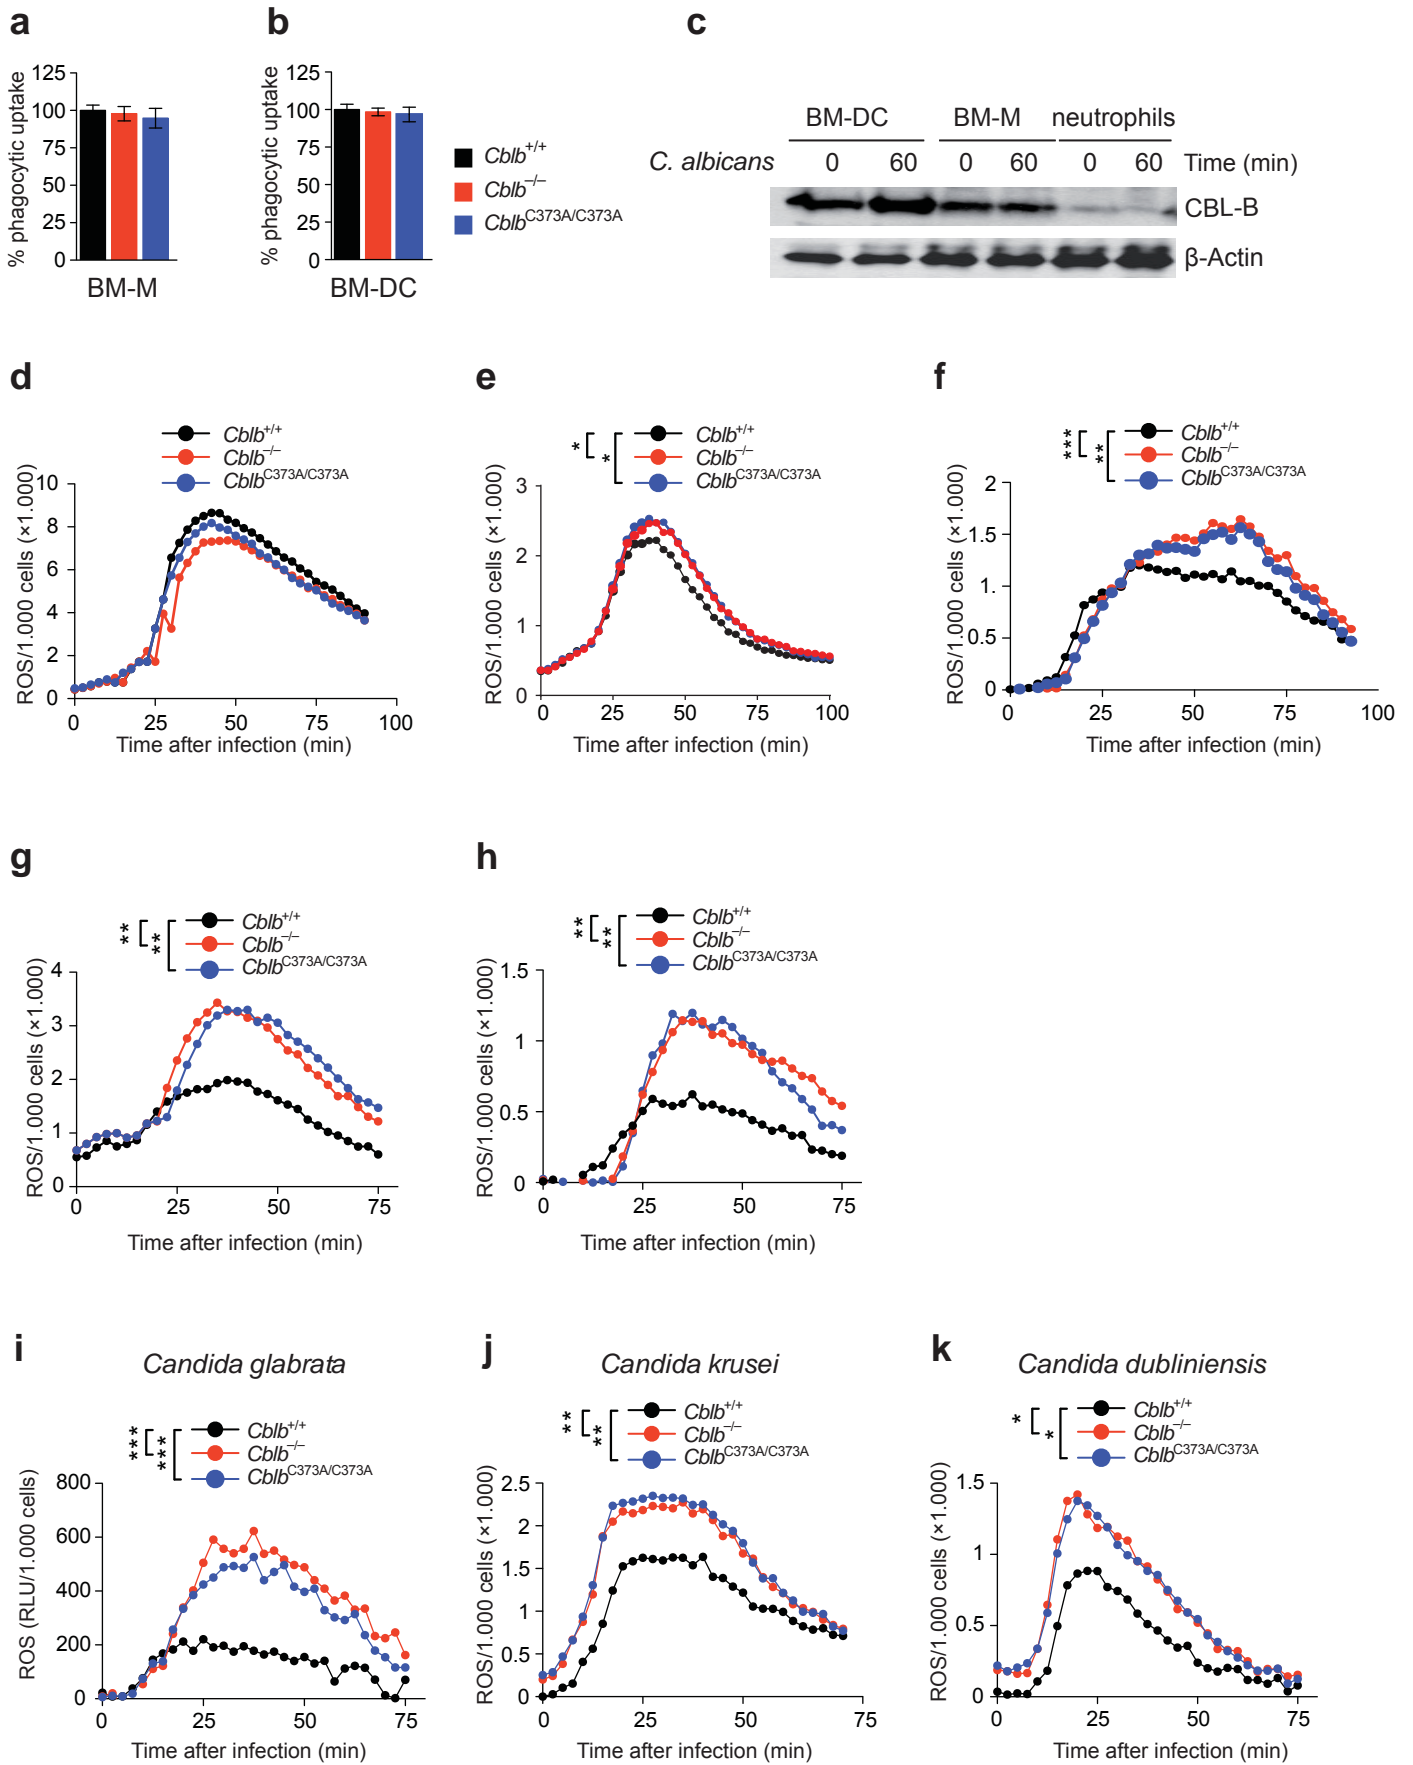 a
% phagocytic uptake
125
100
75
50
25
0
BM-M
b
% phagocytic uptake
125
100
75
50
25
0
BM-DC
Cblb+/+
Cblb–/–
CblbC373A/C373A
c
BM-DC BM-M neutrophils
C. albicans 0 60 0 60 0 60 Time (min)
CBL-B
β-Actin
d
Cblb+/+
Cblb–/–
CblbC373A/C373A
ROS/1.000 cells (×1.000)
10
8
6
4
2
0
0 25 50 75 100
Time after infection (min)
e
* *
Cblb+/+
Cblb–/–
CblbC373A/C373A
ROS/1.000 cells (×1.000)
3
2
1
0
0 25 50 75 100
Time after infection (min)
f
*** **
Cblb+/+
Cblb–/–
CblbC373A/C373A
ROS/1.000 cells (×1.000)
2
1.5
1
0.5
0
0 25 50 75 100
Time after infection (min)
g
** **
Cblb+/+
Cblb–/–
CblbC373A/C373A
ROS/1.000 cells (×1.000)
4
3
2
1
0
0 25 50 75
Time after infection (min)
h
** **
Cblb+/+
Cblb–/–
CblbC373A/C373A
ROS/1.000 cells (×1.000)
1.5
1
0.5
0
0 25 50 75
Time after infection (min)
i
Candida glabrata
*** ***
Cblb+/+
Cblb–/–
CblbC373A/C373A
ROS (RLU/1.000 cells)
800
600
400
200
0
0 25 50 75
Time after infection (min)
j
Candida krusei
** **
Cblb+/+
Cblb–/–
CblbC373A/C373A
ROS/1.000 cells (×1.000)
2.5
2
1.5
1
0.5
0
0 25 50 75
Time after infection (min)
k
Candida dubliniensis
* *
Cblb+/+
Cblb–/–
CblbC373A/C373A
ROS/1.000 cells (×1.000)
1.5
1
0.5
0
0 25 50 75
Time after infection (min)